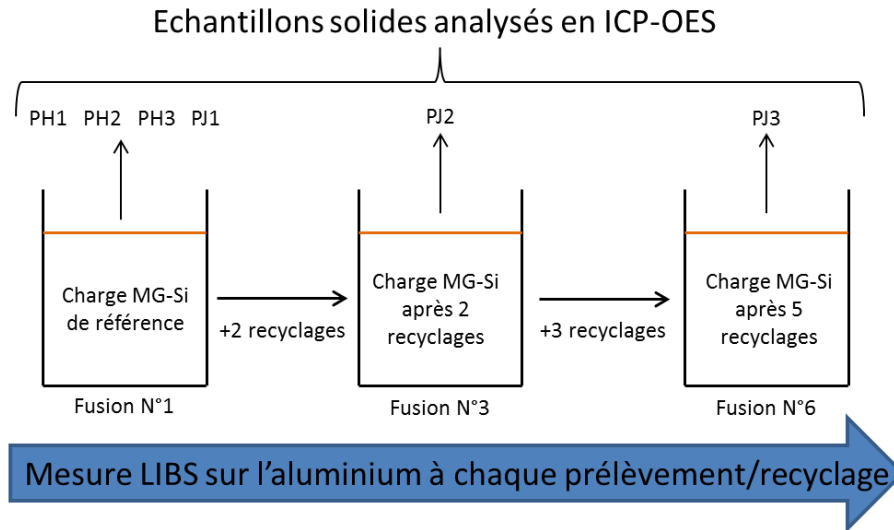 Echantillons solides analysés en ICP-OES
PH1 PH2 PH3 PJ1
PJ2
PJ3
Charge MG-Si
de référence
+2 recyclages
Charge MG-Si
après 2
recyclages
+3 recyclages
Charge MG-Si
après 5
recyclages
Fusion N°1
Fusion N°3
Fusion N°6
Mesure LIBS sur l'aluminium à chaque prélèvement/recyclage